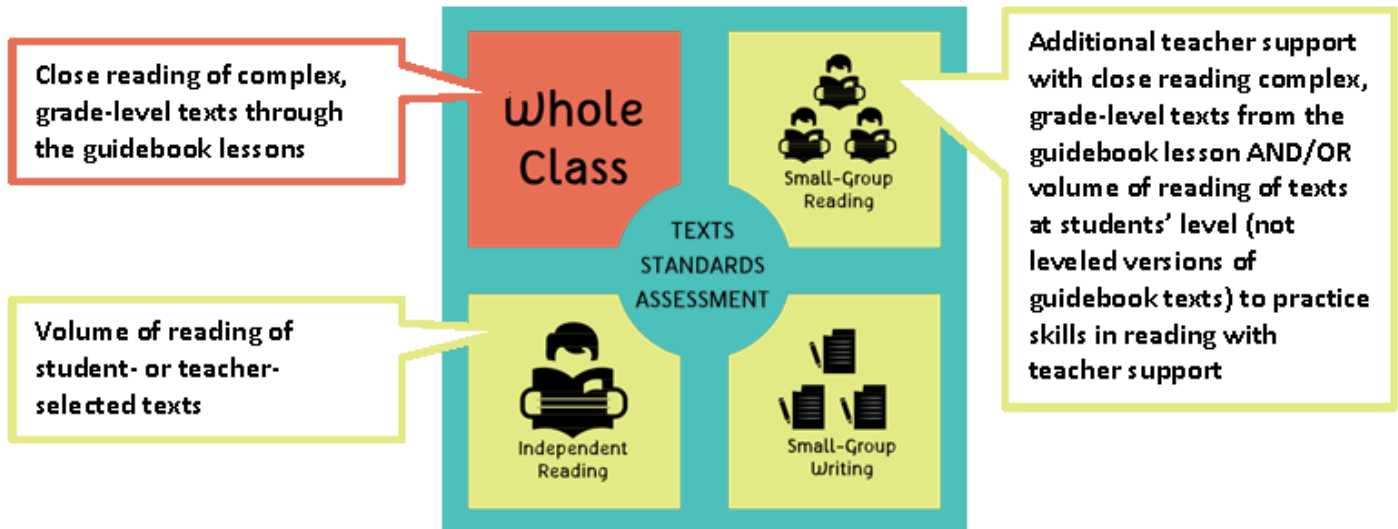 Close reading of complex,
grade-level texts through
the guidebook lessons
Whole
Class
Small-Group
Reading
Additional teacher support
with close reading complex,
grade-level texts from the
guidebook lesson AND/OR
volume of reading of texts
at students’ level (not
leveled versions of
guidebook texts) to practice
skills in reading with
teacher support
TEXTS
STANDARDS
ASSESSMENT
Volume of reading of
student- or teacher-
selected texts
Independent
Reading
Small-Group
Writing